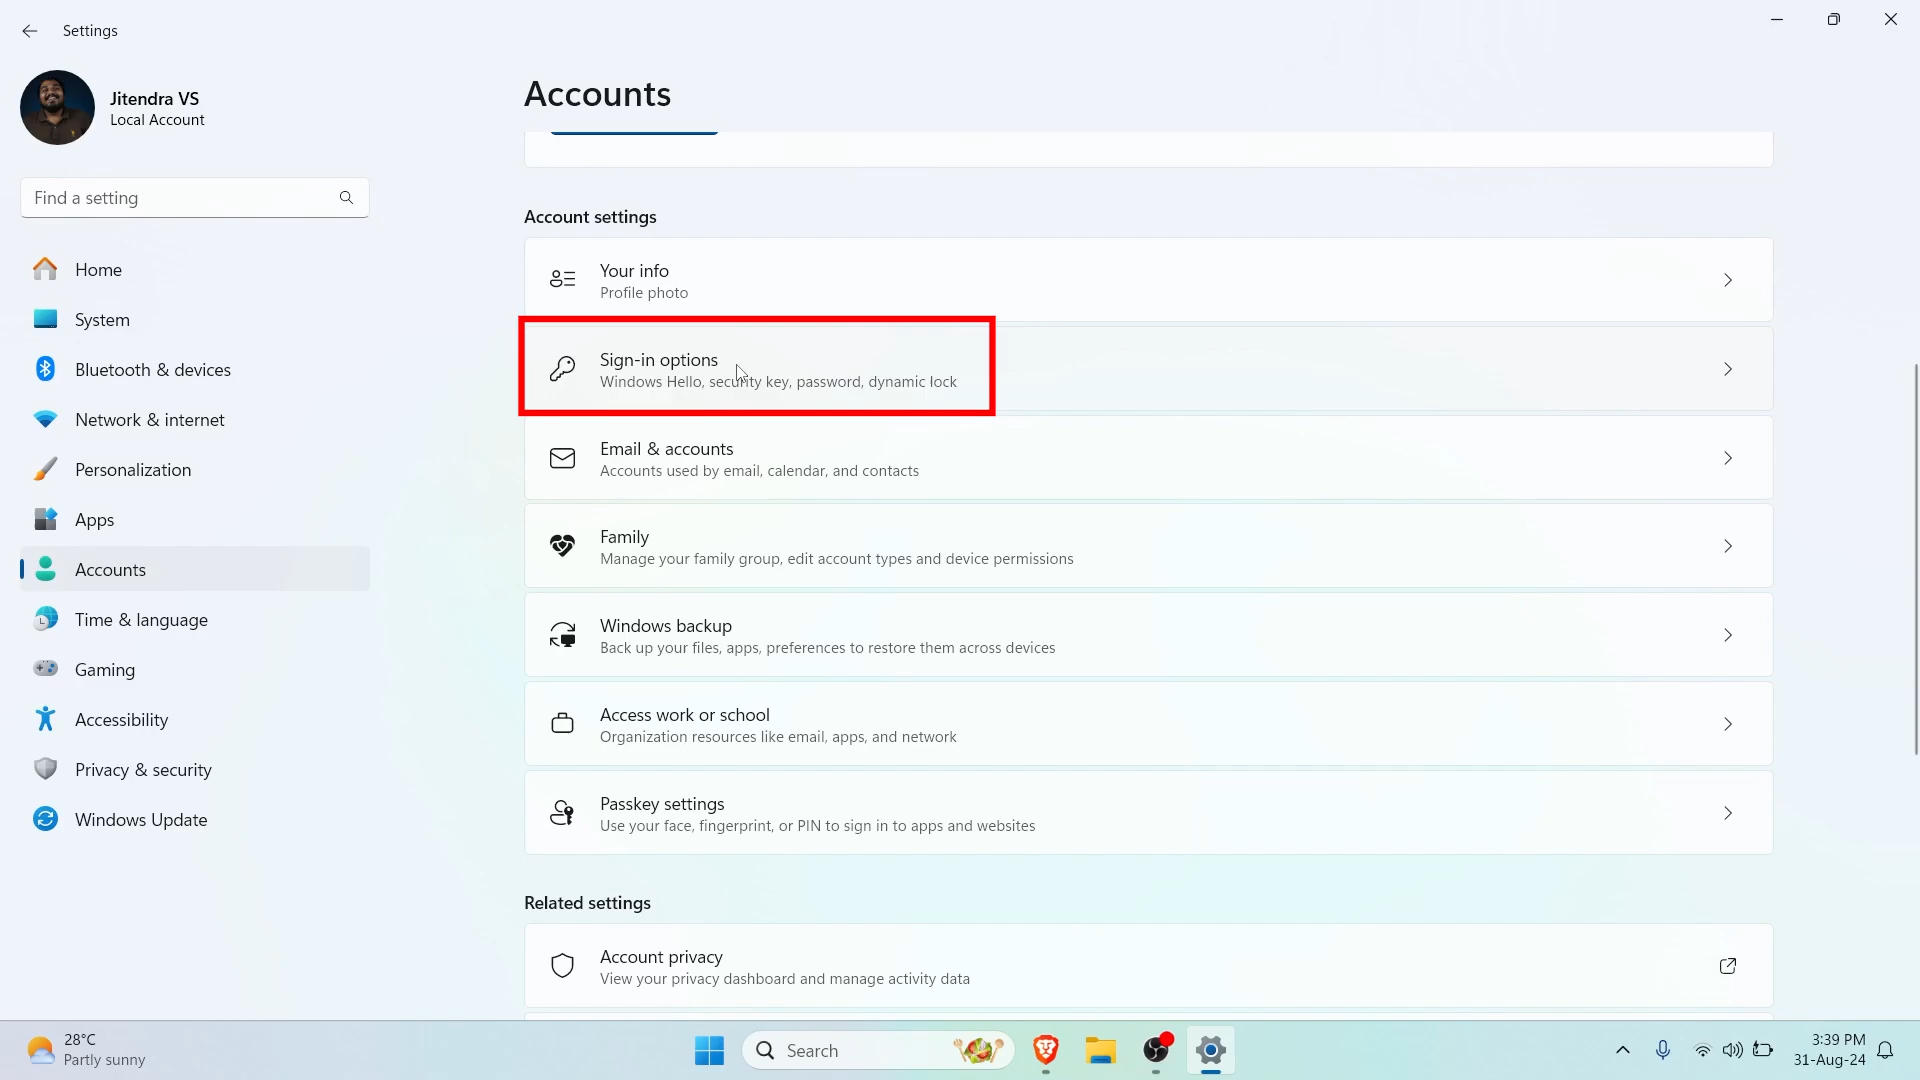 Settings
Jitendra VS
Local Account
Find a setting
Home
System
Bluetooth & devices
Network & internet
Personalization
Apps
Accounts
Time & language
Gaming
Accessibility
Privacy & security
Windows Update
Accounts
Account settings
Your info
Profile photo
Sign-in options
Windows Hello, security key, password, dynamic lock
Email & accounts
Accounts used by email, calendar, and contacts
Family
Manage your family group, edit account types and device permissions
Windows backup
Back up your files, apps, preferences to restore them across devices
Access work or school
Organization resources like email, apps, and network
Passkey settings
Use your face, fingerprint, or PIN to sign in to apps and websites
Related settings
Account privacy
View your privacy dashboard and manage activity data
28°C
Partly sunny
Search
3:39 PM
31-Aug-24